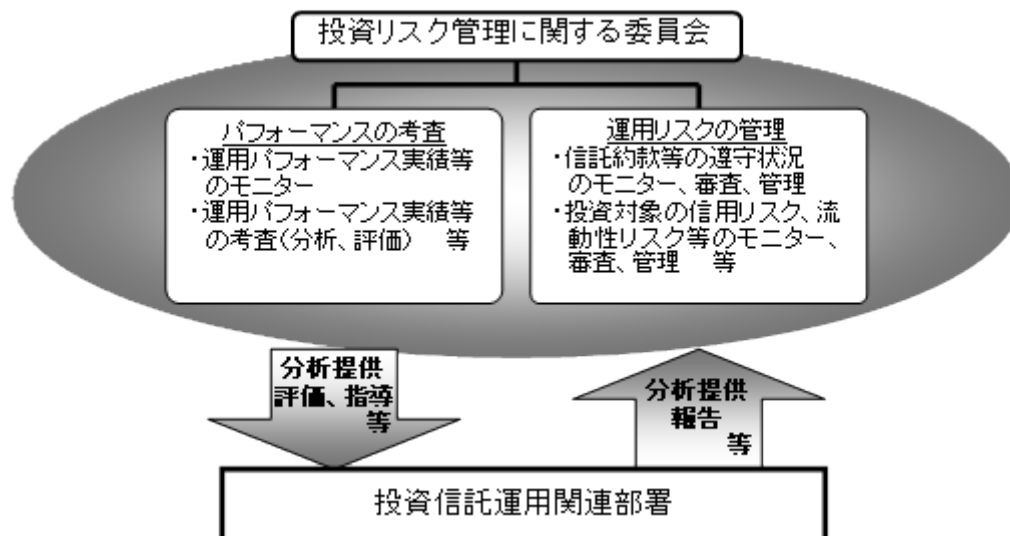 投資リスク管理に関する委員会
パフォーマンスの考査
・運用パフォーマンス実績等
のモニター
・運用パフォーマンス実績等
の考査(分析、評価) 等
運用リスクの管理
・信託約款等の遵守状況
のモニター、審査、管理
・投資対象の信用リスク、流
動性リスク等のモニター、
審査、管理 等
分析提供
評価、指導
等
分析提供
報告
等
投資信託運用関連部署